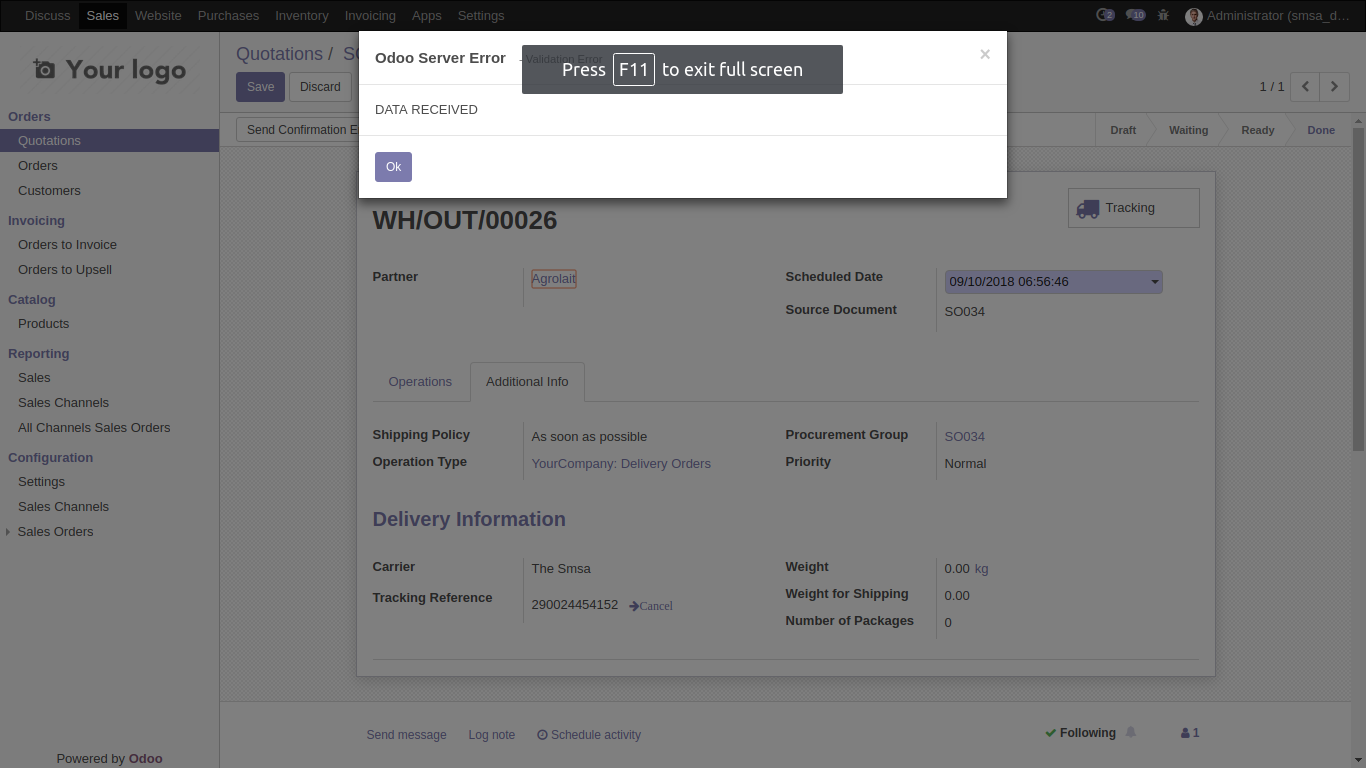 Discuss Sales Website Purchases Inventory Invoicing Apps Settings 2 10 Administrator (smsa_d…
Your logo
Quotations / SO
Save Discard
1 / 1
Odoo Server Error - Validation Error ×
Press F11 to exit full screen
DATA RECEIVED
Ok
Send Confirmation E
Draft Waiting Ready Done
Orders
Quotations
Orders
Customers
Invoicing
Orders to Invoice
Orders to Upsell
Catalog
Products
Reporting
Sales
Sales Channels
All Channels Sales Orders
Configuration
Settings
Sales Channels
Sales Orders
Powered by Odoo
Tracking
WH/OUT/00026
Partner Agrolait
Scheduled Date 09/10/2018 06:56:46
Source Document SO034
Operations Additional Info
Shipping Policy As soon as possible
Procurement Group SO034
Operation Type YourCompany: Delivery Orders
Priority Normal
Delivery Information
Carrier The Smsa
Weight 0.00 kg
Tracking Reference 290024454152 Cancel
Weight for Shipping 0.00
Number of Packages 0
Send message Log note Schedule activity Following 1